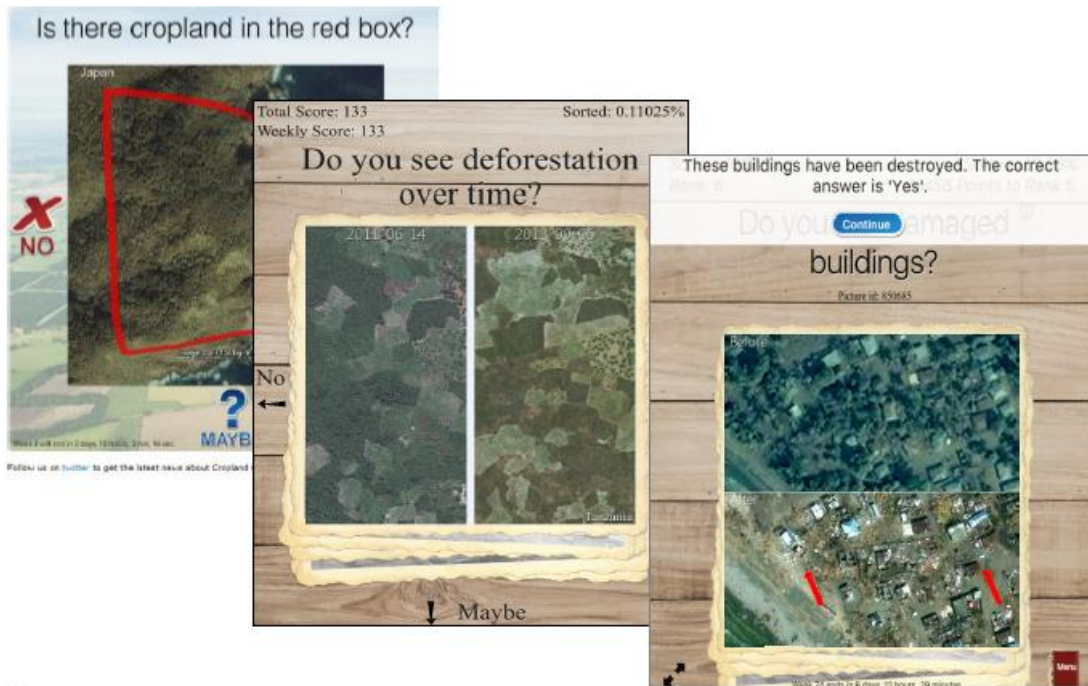 Is there cropland in the red box?
Japan
NO
?
MAYB
Follow us on twitter to get the latest news about Cropland
Total Score: 133
Sorted: 0.11025%
Weekly Score: 133
Do you see deforestation
over time?
2011-06-14
Tanzania
No
Maybe
These buildings have been destroyed. The correct
answer is 'Yes'.
Continue
Do you amaged
buildings?
Picture id: 850685
Before
After
Menu